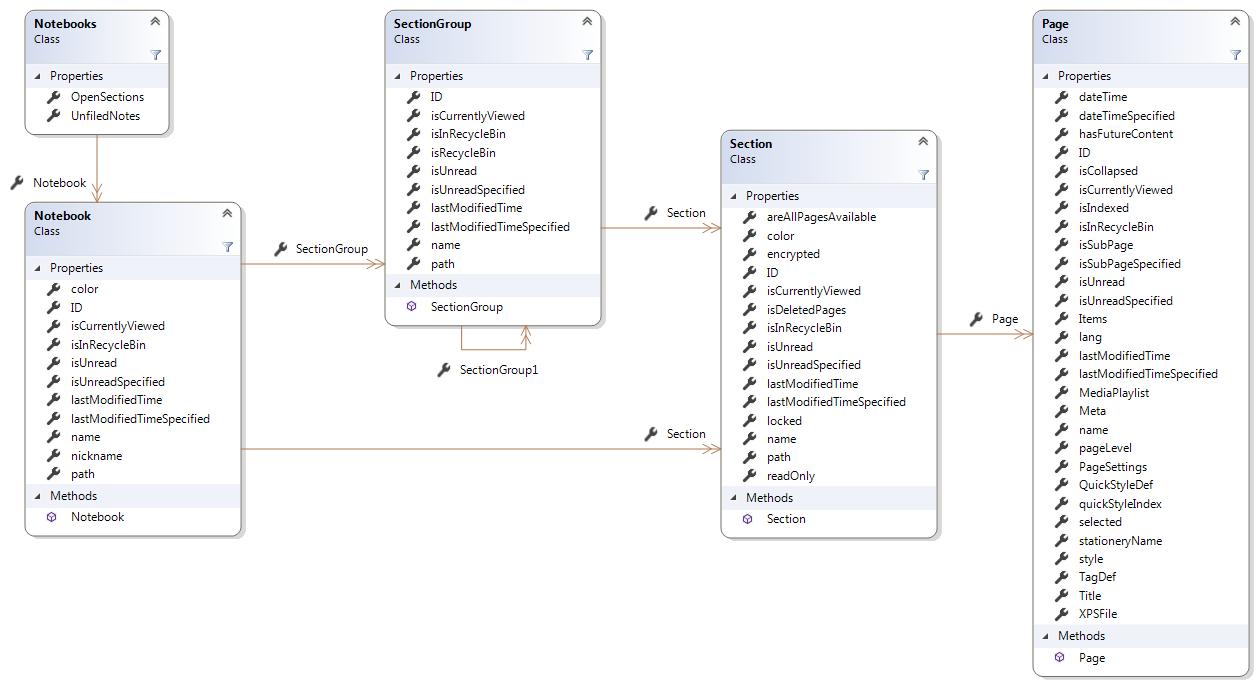 Notebooks
Class
Properties
OpenSections
UnfiledNotes
Notebook
Notebook
Class
Properties
color
ID
isCurrentlyViewed
isInRecycleBin
isUnread
isUnreadSpecified
lastModifiedTime
lastModifiedTimeSpecified
name
nickname
path
Methods
Notebook
SectionGroup
SectionGroup
Class
Properties
ID
isCurrentlyViewed
isInRecycleBin
isRecycleBin
isUnread
isUnreadSpecified
lastModifiedTime
lastModifiedTimeSpecified
name
path
Methods
SectionGroup
SectionGroup1
Section
Section
Section
Class
Properties
areAllPagesAvailable
color
encrypted
ID
isCurrentlyViewed
isDeletedPages
isInRecycleBin
isUnread
isUnreadSpecified
lastModifiedTime
lastModifiedTimeSpecified
locked
name
path
readOnly
Methods
Section
Page
Page
Class
Properties
dateTime
dateTimeSpecified
hasFutureContent
ID
isCollapsed
isCurrentlyViewed
isIndexed
isInRecycleBin
isSubPage
isSubPageSpecified
isUnread
isUnreadSpecified
Items
lang
lastModifiedTime
lastModifiedTimeSpecified
MediaPlaylist
Meta
name
pageLevel
PageSettings
QuickStyleDef
quickStyleIndex
selected
stationeryName
style
TagDef
Title
XPSFile
Methods
Page